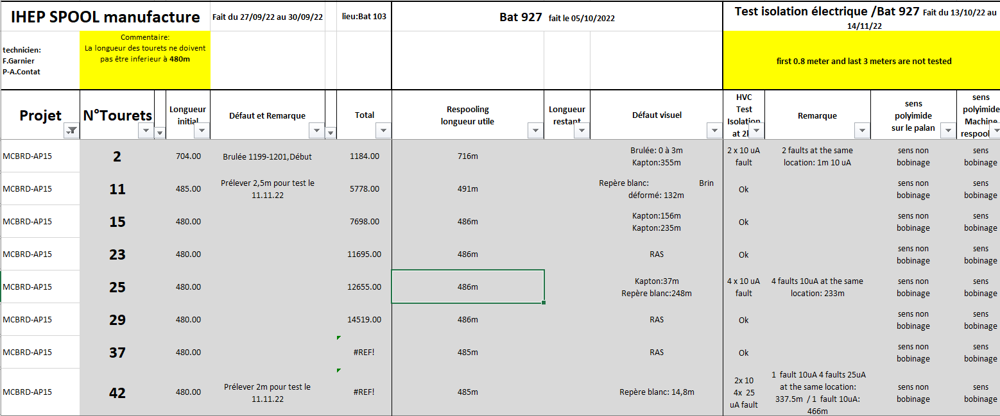 IHEP SPOOL manufacture
Fait du 27/09/22 au 30/09/22
lieu:Bat 103
Bat 927 fait le 05/10/2022
Test isolation électrique /Bat 927 Fait du 13/10/22 au
14/11/22
technicien:
F.Garnier
P-A.Contat
Commentaire:
La longueur des tourets ne doivent
pas être inferieur à 480m
first 0.8 meter and last 3 meters are not tested
Projet
N°Tourets
Longueur
initial
Défaut et Remarque
Total
Respooling
longueur utile
Longueur
restant
Défaut visuel
HVC
Test
Isolation
at 2
Remarque
sens
polyimide
sur le palan
sens
polyimide
Machine
respool
MCBRD-AP15
2
704.00
Brulée 1199-1201,Début
1184.00
716m
Brulée: 0 à 3m
Kapton:355m
2 x 10 uA
fault
2 faults at the same
location: 1m 10 uA
sens non
bobinage
sens
bobinage
MCBRD-AP15
11
485.00
Prélever 2,5m pour test le
11.11.22
5778.00
491m
Repère blanc: Brin
déformé: 132m
Ok
sens non
bobinage
sens
bobinage
MCBRD-AP15
15
480.00
7698.00
486m
Kapton:156m
Kapton:235m
Ok
sens non
bobinage
sens
bobinage
MCBRD-AP15
23
480.00
11695.00
486m
RAS
Ok
sens non
bobinage
sens
bobinage
MCBRD-AP15
25
480.00
12655.00
486m
Kapton:37m
Repère blanc:248m
4 x 10 uA
fault
4 faults 10uA at the same
location: 233m
sens non
bobinage
sens
bobinage
MCBRD-AP15
29
480.00
14519.00
486m
RAS
Ok
sens non
bobinage
sens
bobinage
MCBRD-AP15
37
480.00
#REF!
485m
RAS
Ok
sens non
bobinage
sens
bobinage
MCBRD-AP15
42
480.00
Prélever 2m pour test le
11.11.22
#REF!
485m
Repère blanc: 14,8m
2x 10
4x 25
uA fault
1 fault 10uA 4 faults 25uA
at the same location:
337.5m / 1 fault 10uA:
466m
sens non
bobinage
sens
bobinage